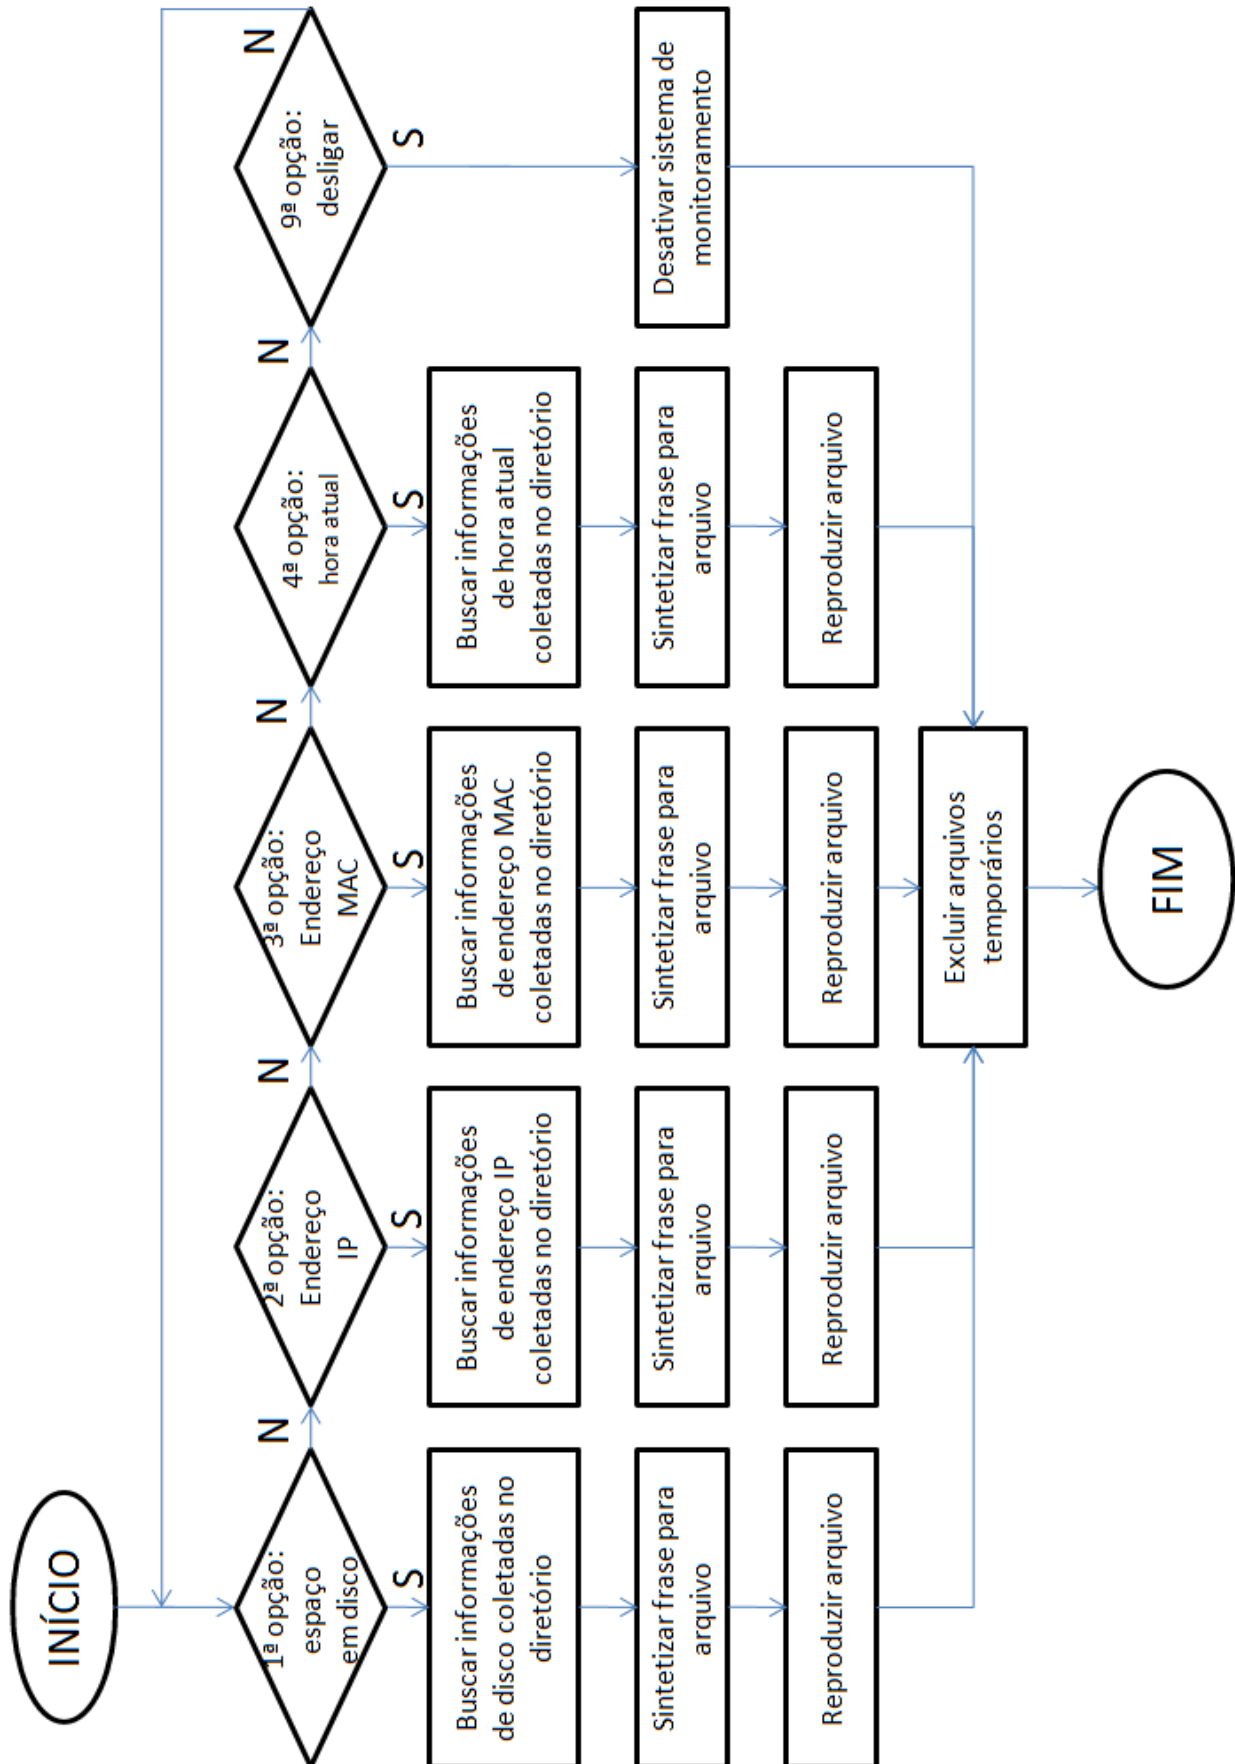 INÍCIO
1ª opção:
espaço
em disco
N
2ª opção:
Endereço
IP
N
3ª opção:
Endereço
MAC
N
4ª opção:
hora atual
N
9ª opção:
desligar
N
S
S
S
S
S
Buscar informações
de disco coletadas no
diretório
Buscar informações
de endereço IP
coletadas no diretório
Buscar informações
de endereço MAC
coletadas no diretório
Buscar informações
de hora atual
coletadas no diretório
Sintetizar frase para
arquivo
Sintetizar frase para
arquivo
Sintetizar frase para
arquivo
Sintetizar frase para
arquivo
Desativar sistema de
monitoramento
Reproduzir arquivo
Reproduzir arquivo
Reproduzir arquivo
Reproduzir arquivo
Excluir arquivos
temporários
FIM